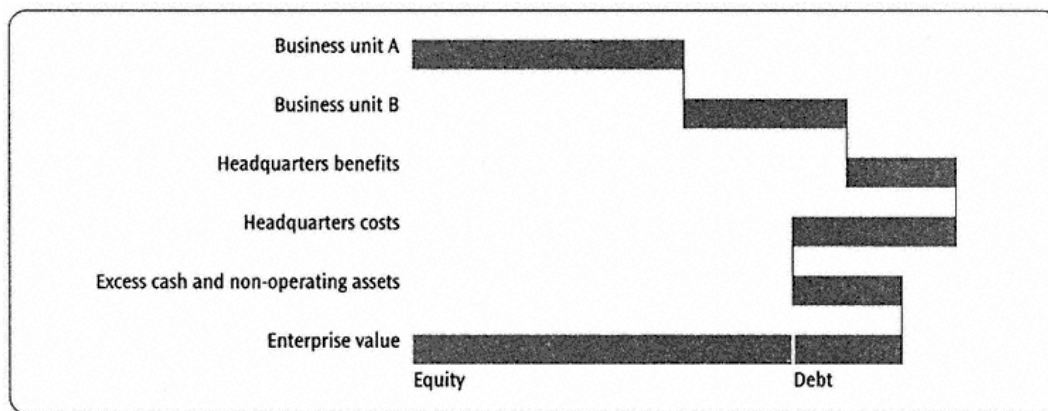 Business unit A
Business unit B
Headquarters benefits
Headquarters costs
Excess cash and non-operating assets
Enterprise value
Equity Debt